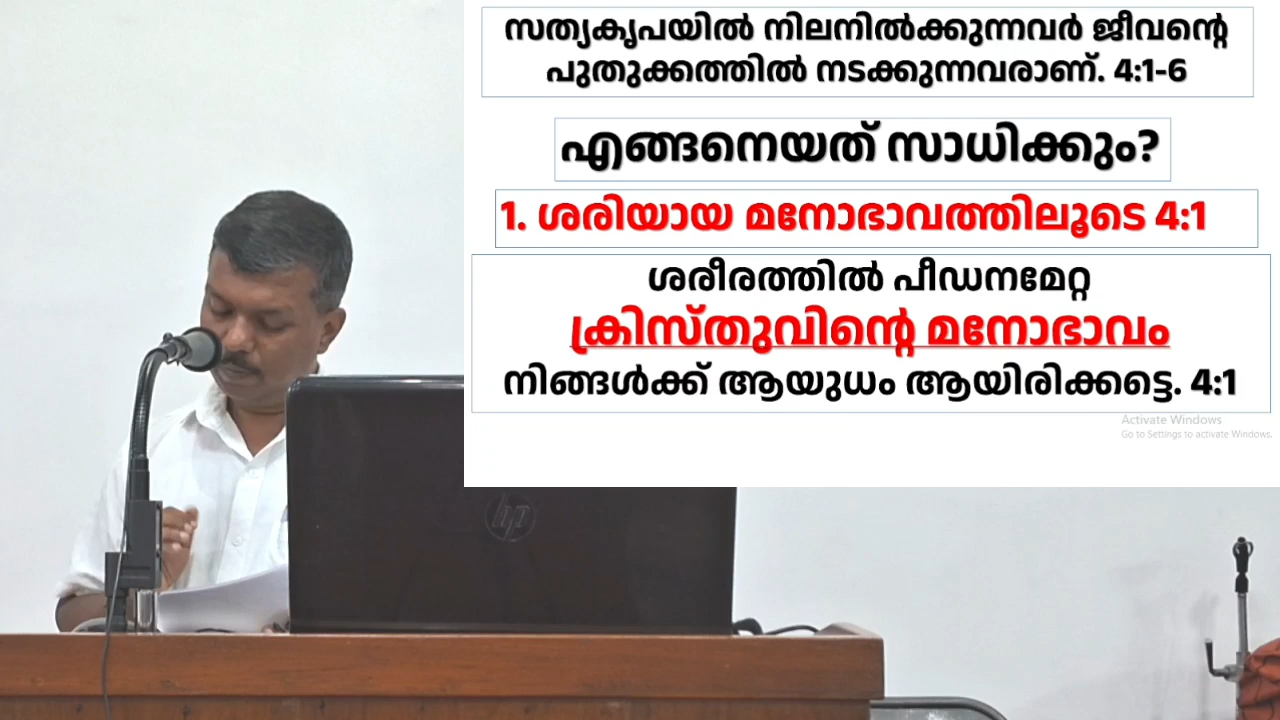 സത്യകൃപയിൽ നിലനിൽക്കുന്നവർ ജീവന്റെ
പുതുക്കത്തിൽ നടക്കുന്നവരാണ്. 4:1-6
എങ്ങനെയത് സാധിക്കും?
1. ശരിയായ മനോഭാവത്തിലൂടെ 4:1
ശരീരത്തിൽ പീഡനമേറ്റ
ക്രിസ്തുവിന്റെ മനോഭാവം
നിങ്ങൾക്ക് ആയുധം ആയിരിക്കട്ടെ. 4:1
Activate Windows
Go to Settings to activate Windows.
hp